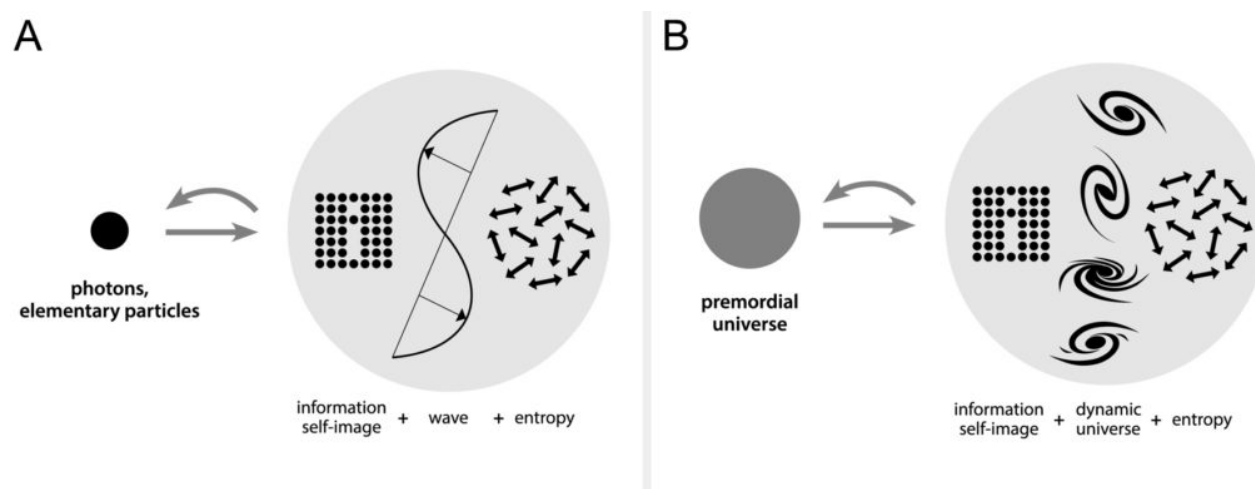 A
photons,
elementary particles
information
self-image
+ wave + entropy
B
premordial
universe
information
self-image
+ dynamic
universe
+ entropy